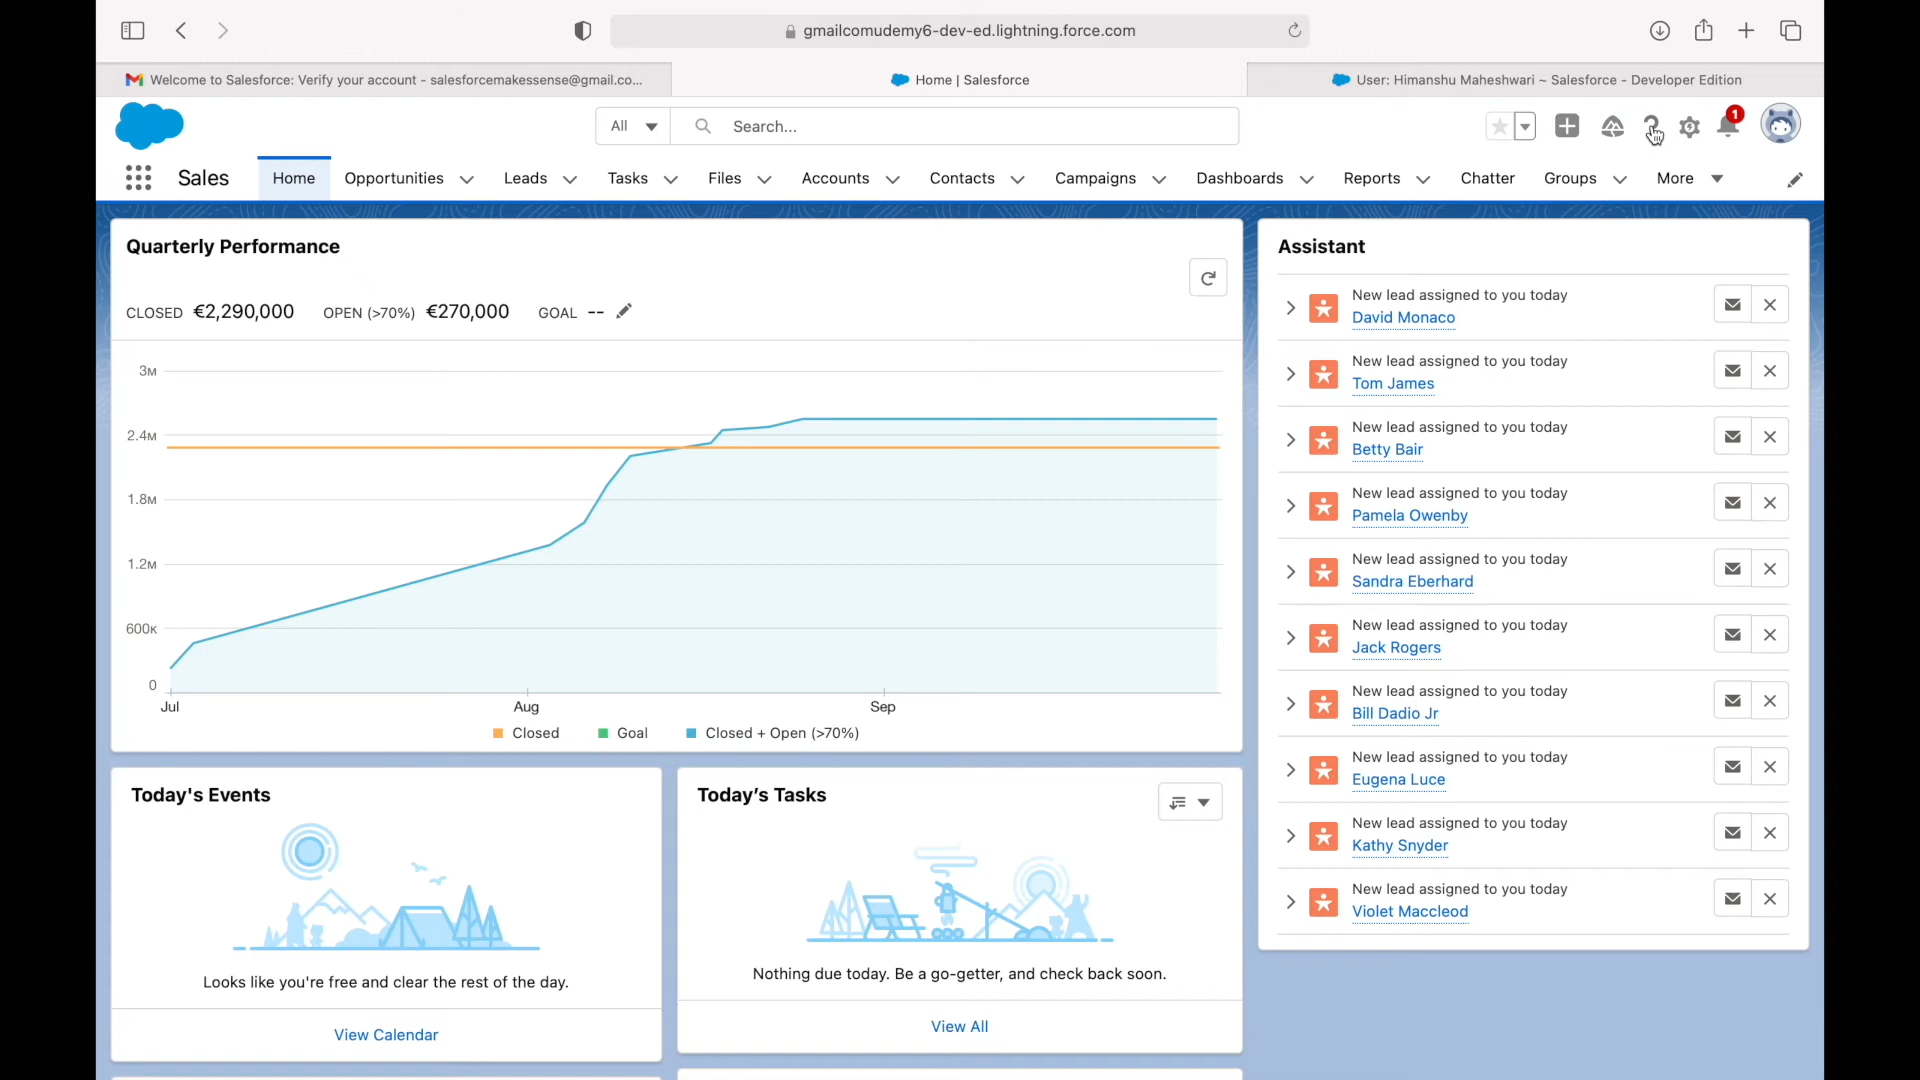 gmailcomudemy6-dev-ed.lightning.force.com
Welcome to Salesforce: Verify your account - salesforcemakessense@gmail.co...
Home | Salesforce
User: Himanshu Maheshwari ~ Salesforce - Developer Edition
All
Search...
1
Sales
Home
Opportunities
Leads
Tasks
Files
Accounts
Contacts
Campaigns
Dashboards
Reports
Chatter
Groups
More
Quarterly Performance
CLOSED €2,290,000 OPEN (>70%) €270,000 GOAL --
3M
2.4M
1.8M
1.2M
600K
0
Jul Aug Sep
Closed Goal Closed + Open (>70%)
Today's Events
Looks like you're free and clear the rest of the day.
View Calendar
Today's Tasks
Nothing due today. Be a go-getter, and check back soon.
View All
Assistant
New lead assigned to you today
David Monaco
New lead assigned to you today
Tom James
New lead assigned to you today
Betty Bair
New lead assigned to you today
Pamela Owenby
New lead assigned to you today
Sandra Eberhard
New lead assigned to you today
Jack Rogers
New lead assigned to you today
Bill Dadio Jr
New lead assigned to you today
Eugena Luce
New lead assigned to you today
Kathy Snyder
New lead assigned to you today
Violet Maccleod